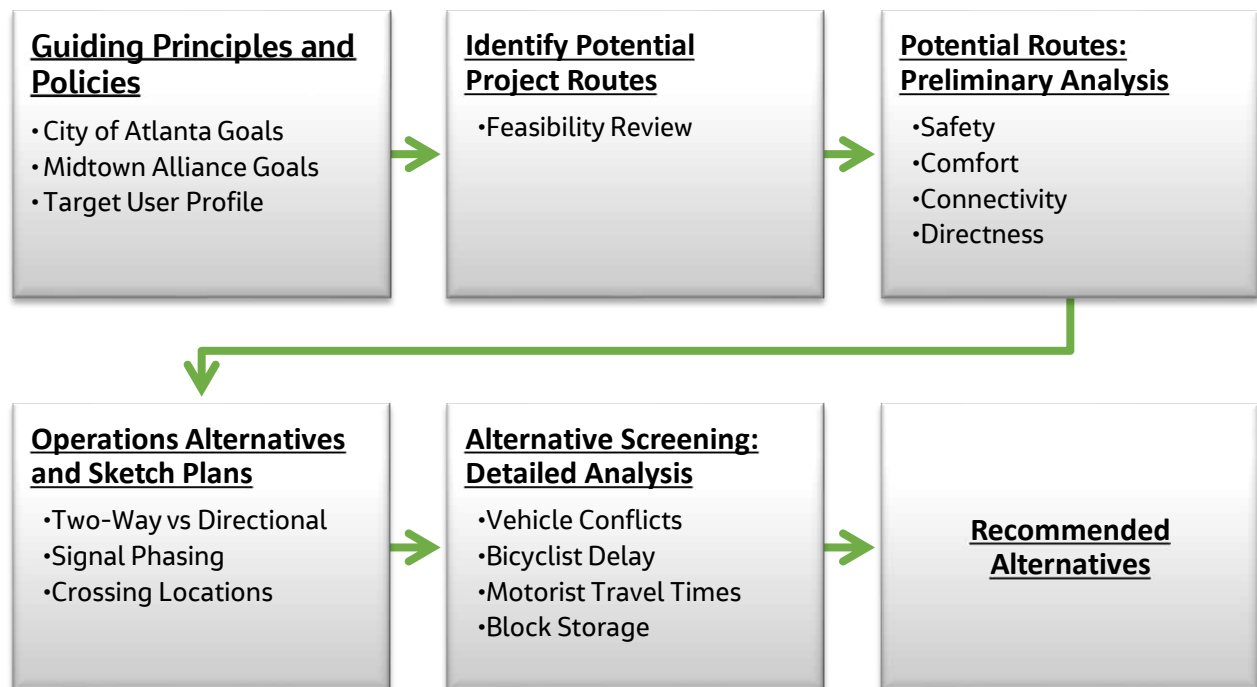 Guiding Principles and
Policies
• City of Atlanta Goals
• Midtown Alliance Goals
• Target User Profile
Identify Potential
Project Routes
•Feasibility Review
Potential Routes:
Preliminary Analysis
•Safety
•Comfort
•Connectivity
•Directness
Operations Alternatives
and Sketch Plans
•Two-Way vs Directional
•Signal Phasing
•Crossing Locations
Alternative Screening:
Detailed Analysis
•Vehicle Conflicts
•Bicyclist Delay
•Motorist Travel Times
•Block Storage
Recommended
Alternatives